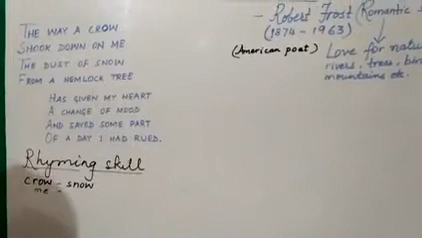 THE WAY A CROW
SHOOK DOWN ON ME
THE DUST OF SNOW
FROM A HEMLOCK TREE
HAS GIVEN MY HEART
A CHANGE OF MOOD
AND SAVED SOME PART
OF A DAY I HAD RUED.
Rhyming skill
crow - snow
me -
- Robert Frost (Romantic
(1874 - 1963)
(American poet)
Love for
rivers, trees,
mountains etc.